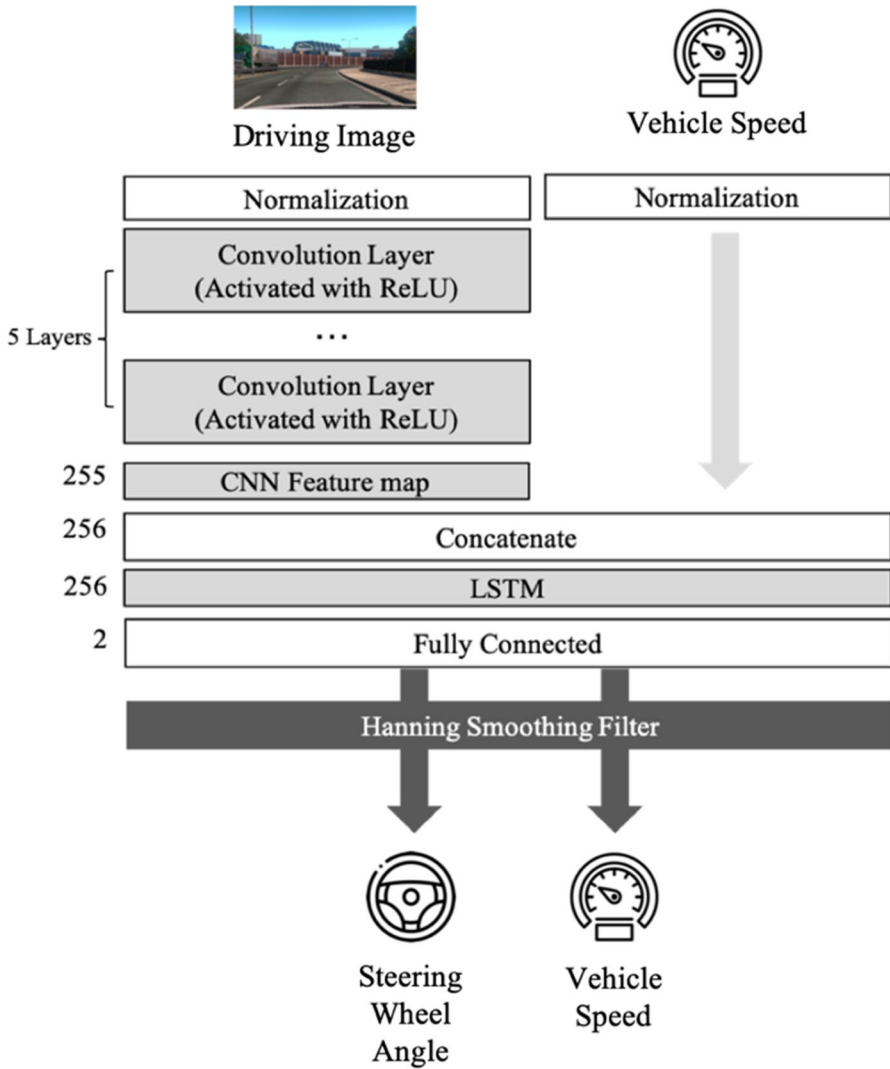 Driving Image
Vehicle Speed
Normalization
Normalization
Convolution Layer
(Activated with ReLU)
5 Layers
...
Convolution Layer
(Activated with ReLU)
255
CNN Feature map
256
Concatenate
256
LSTM
2
Fully Connected
Hanning Smoothing Filter
Steering
Wheel
Angle
Vehicle
Speed